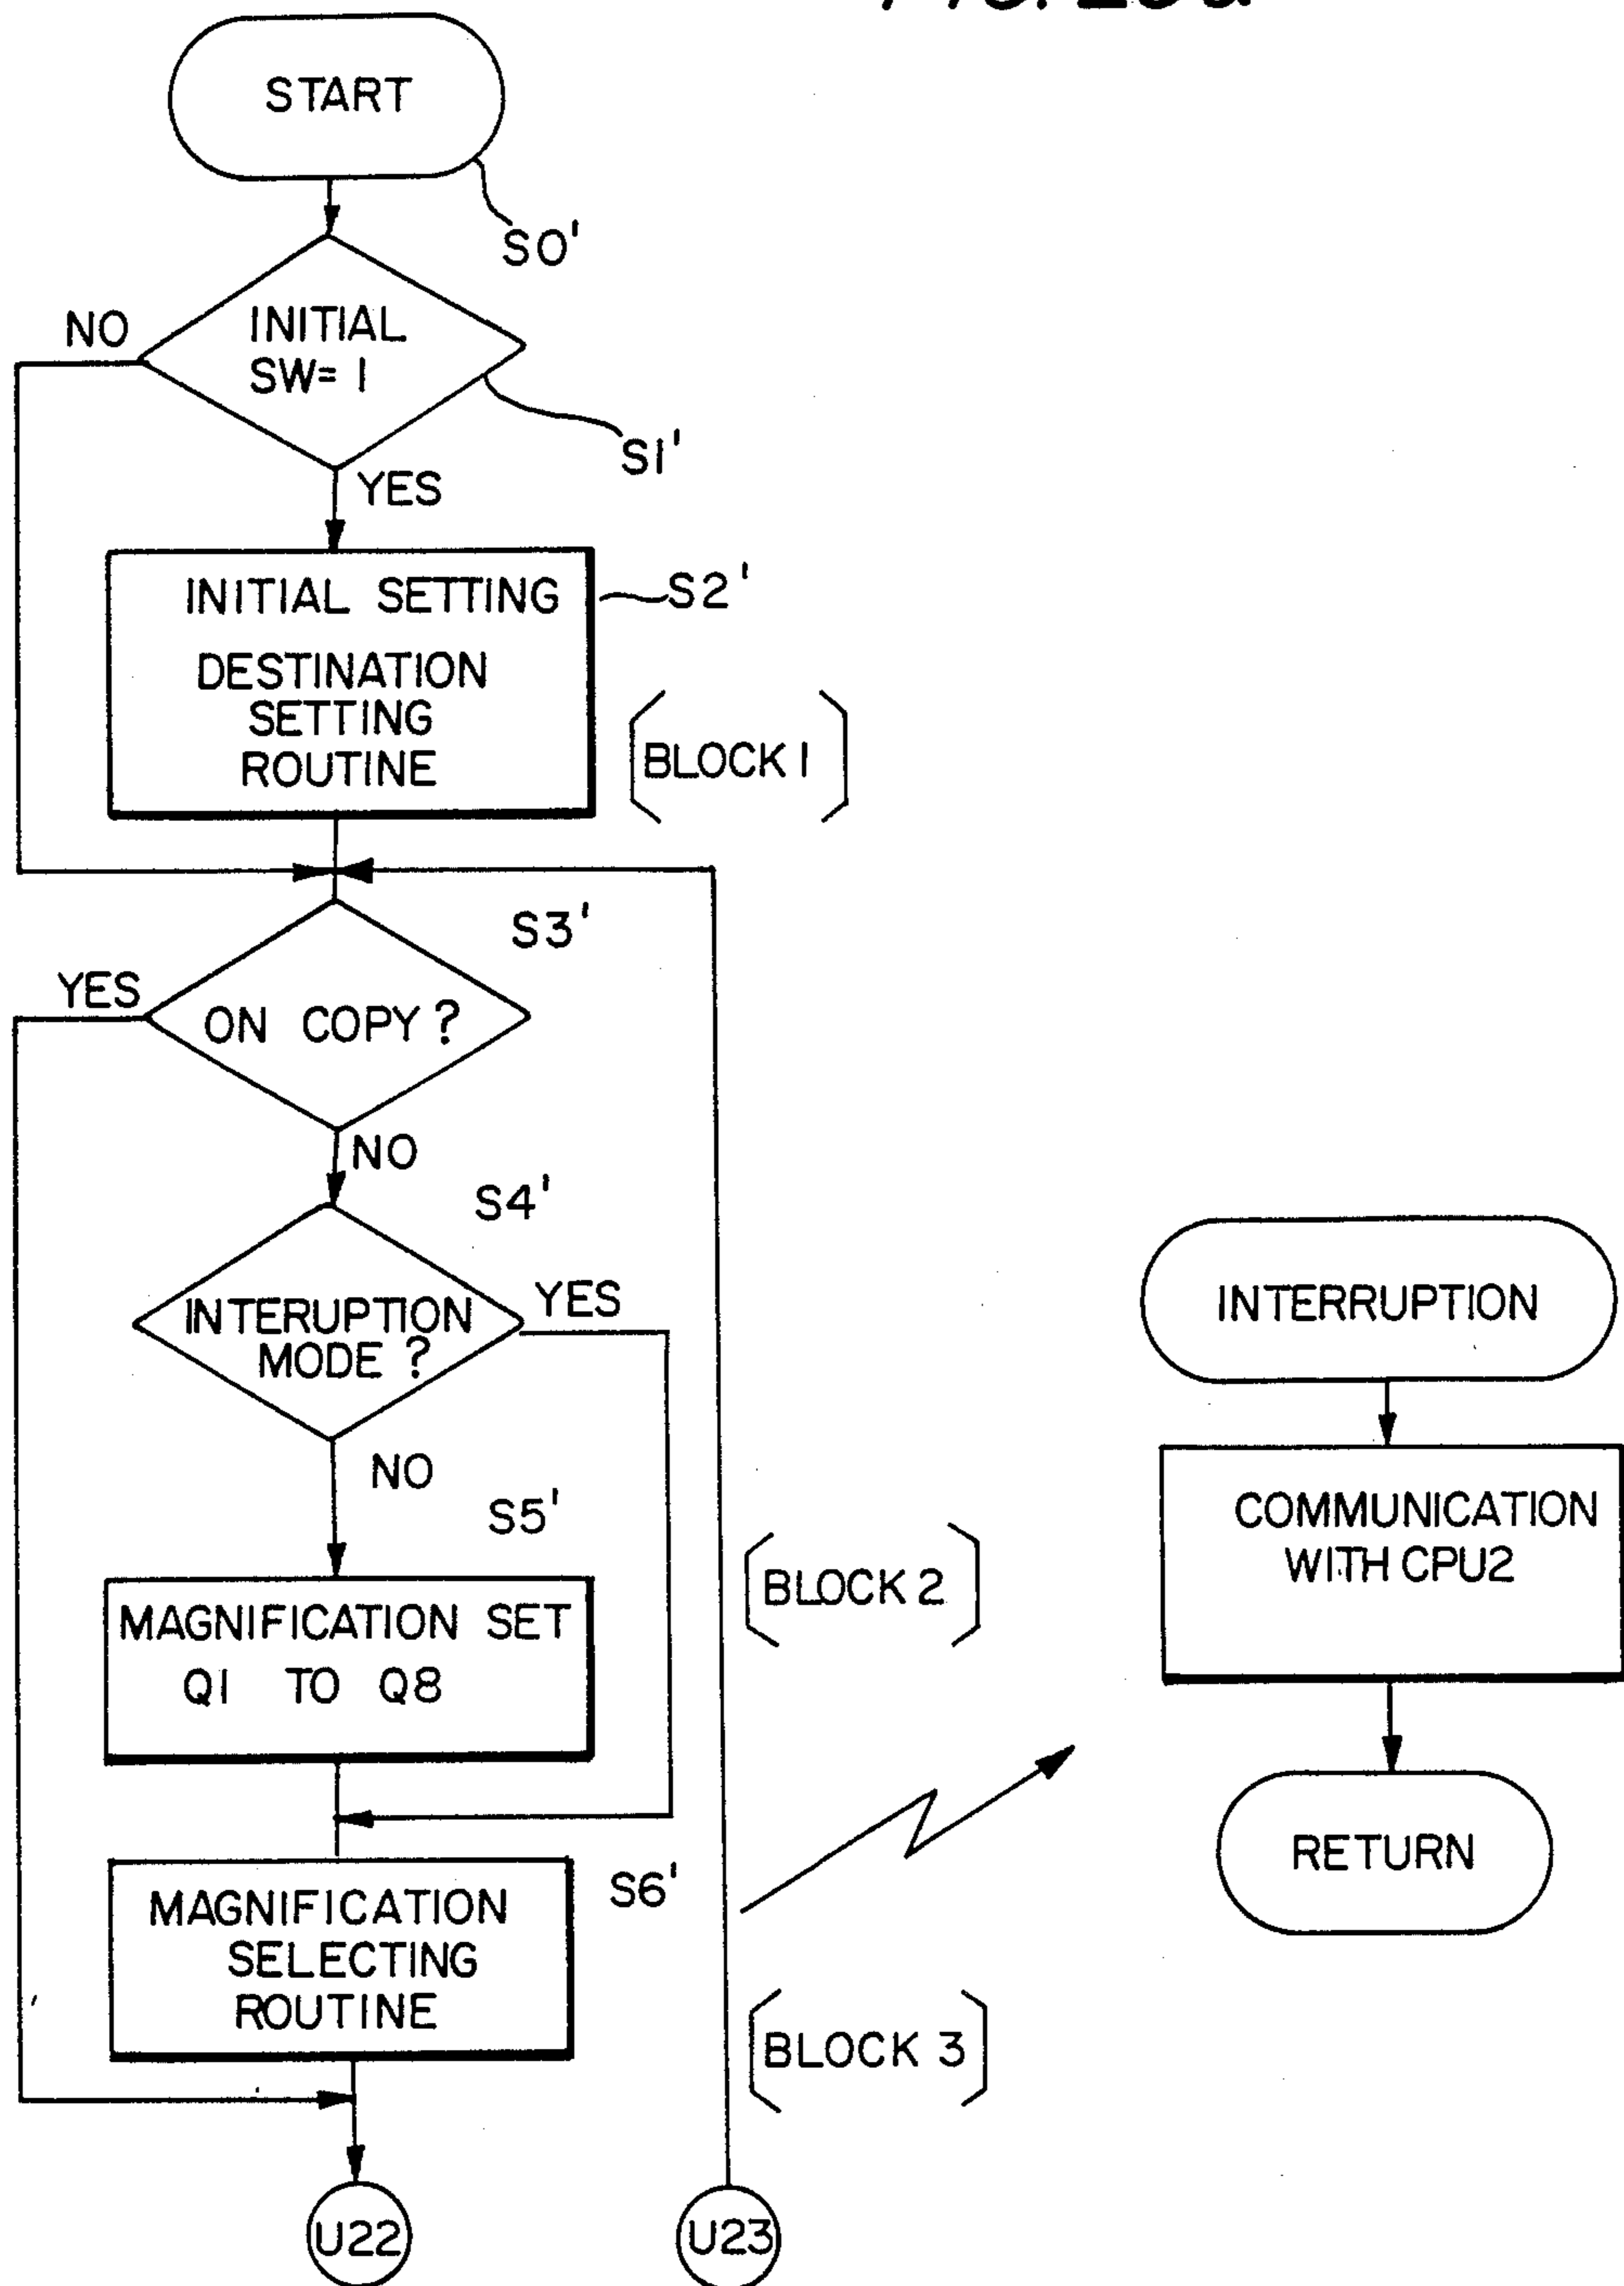 START
S0'
NO
INITIAL
SW= 1
S1'
YES
INITIAL SETTING
S2'
DESTINATION
SETTING
ROUTINE
BLOCK 1
S3'
YES
ON COPY ?
NO
S4'
INTERUPTION
MODE ?
YES
NO
S5'
MAGNIFICATION SET
Q1 TO Q8
BLOCK 2
S6'
MAGNIFICATION
SELECTING
ROUTINE
BLOCK 3
U22
U23
INTERRUPTION
COMMUNICATION
WITH CPU2
RETURN